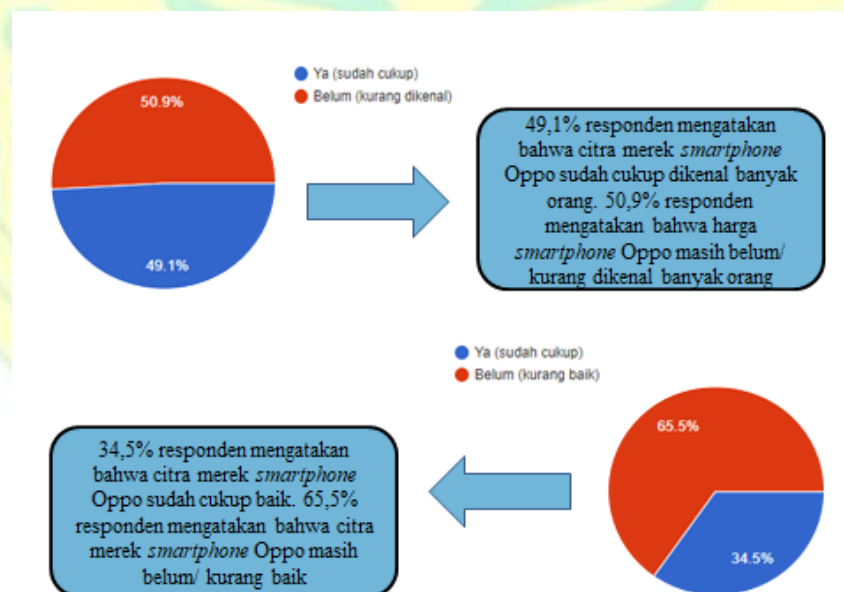 Ya (sudah cukup)
Belum (kurang dikenal)
50.9%
49.1%
49,1% responden mengatakan
bahwa citra merek smartphone
Oppo sudah cukup dikenal banyak
orang. 50,9% responden
mengatakan bahwa harga
smartphone Oppo masih belum/
kurang dikenal banyak orang
Ya (sudah cukup)
Belum (kurang baik)
65.5%
34.5%
34,5% responden mengatakan
bahwa citra merek smartphone
Oppo sudah cukup baik. 65,5%
responden mengatakan bahwa citra
merek smartphone Oppo masih
belum/ kurang baik